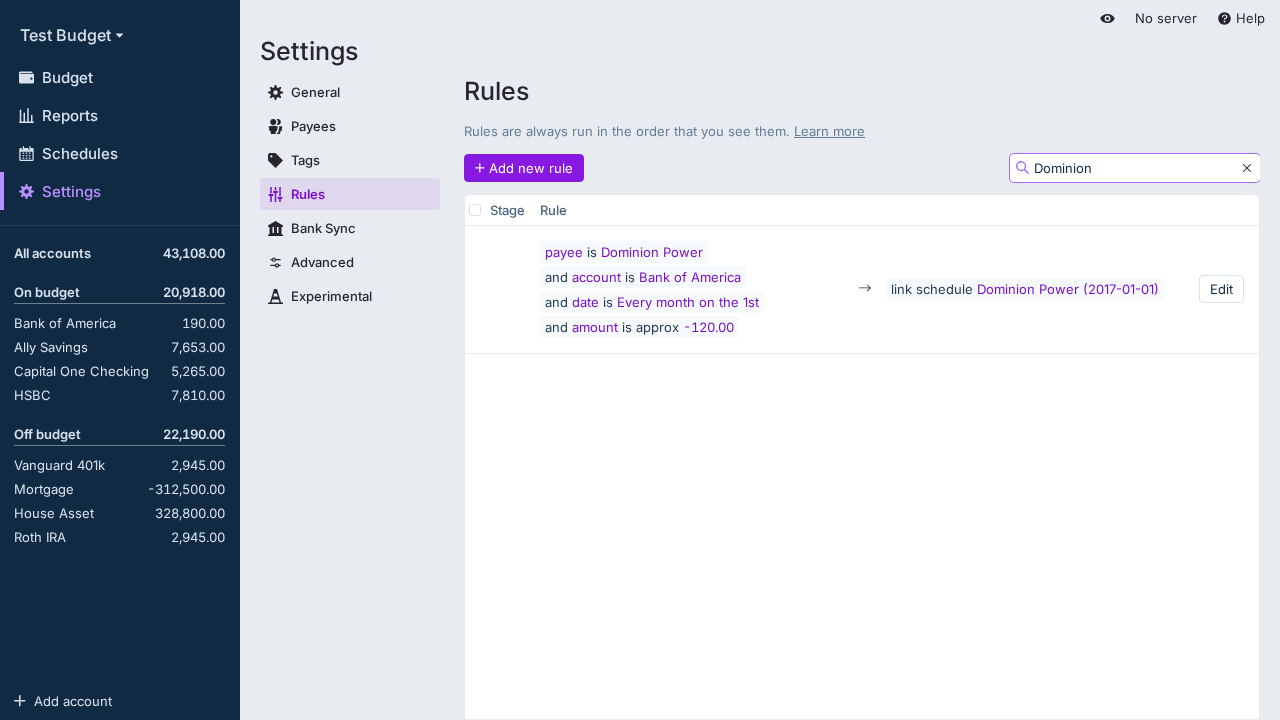 Test Budget
Budget
Reports
Schedules
Settings
All accounts 43,108.00
On budget 20,918.00
Bank of America 190.00
Ally Savings 7,653.00
Capital One Checking 5,265.00
HSBC 7,810.00
Off budget 22,190.00
Vanguard 401k 2,945.00
Mortgage -312,500.00
House Asset 328,800.00
Roth IRA 2,945.00
Add account
No server Help
Settings
General
Payees
Tags
Rules
Bank Sync
Advanced
Experimental
Rules
Rules are always run in the order that you see them. Learn more
Add new rule
Dominion
Stage Rule
payee is Dominion Power
and account is Bank of America
and date is Every month on the 1st
and amount is approx -120.00
→ link schedule Dominion Power (2017-01-01)
Edit